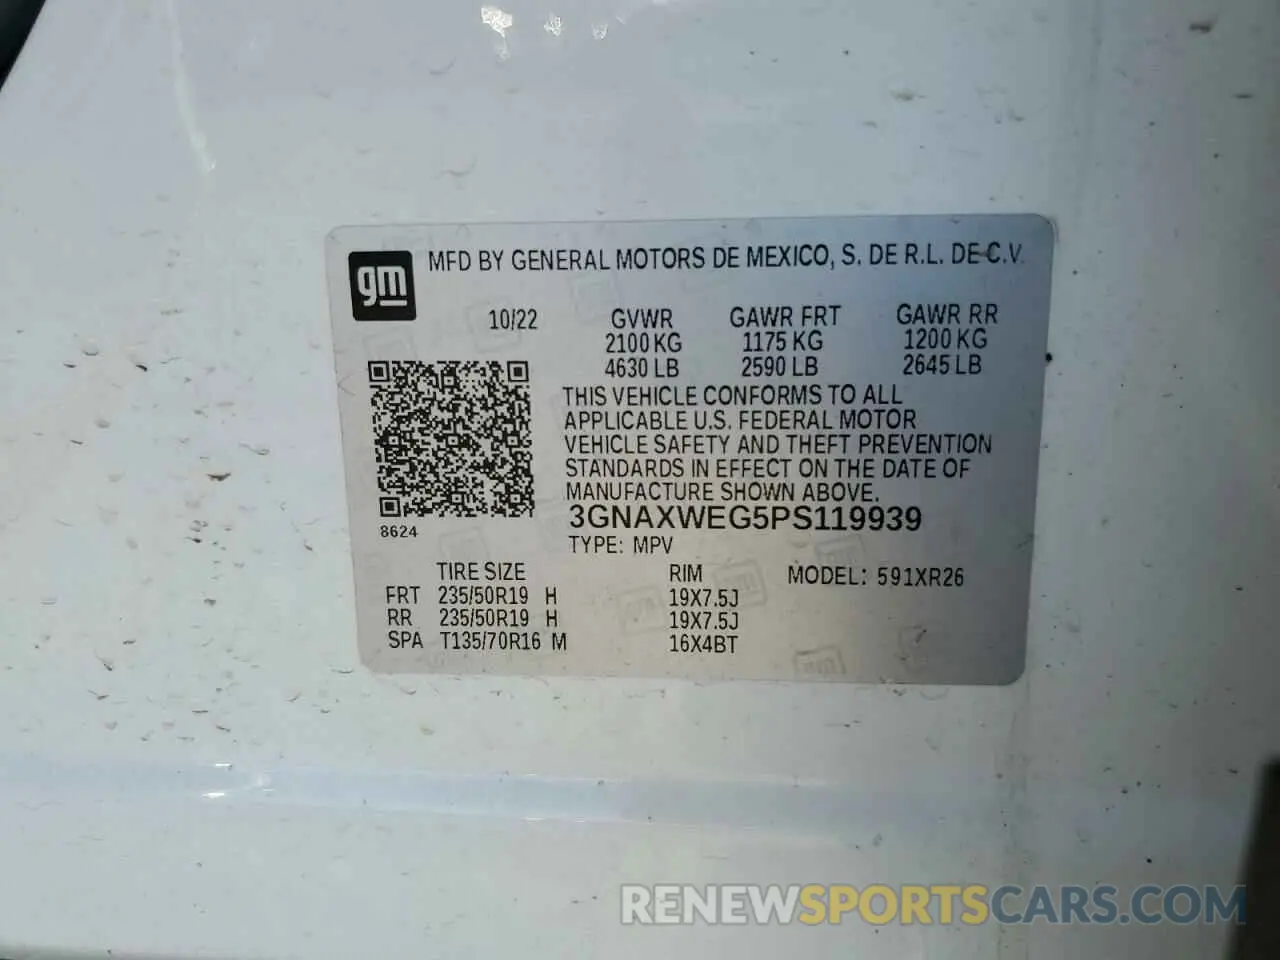 gm MFD BY GENERAL MOTORS DE MEXICO, S. DE R.L. DE C.V.
10/22 GVWR GAWR FRT GAWR RR
2100 KG 1175 KG 1200 KG
4630 LB 2590 LB 2645 LB
THIS VEHICLE CONFORMS TO ALL
APPLICABLE U.S. FEDERAL MOTOR
VEHICLE SAFETY AND THEFT PREVENTION
STANDARDS IN EFFECT ON THE DATE OF
MANUFACTURE SHOWN ABOVE.
8624 3GNAXWEG5PS119939
TYPE: MPV
TIRE SIZE RIM MODEL: 591XR26
FRT 235/50R19 H 19X7.5J
RR 235/50R19 H 19X7.5J
SPA T135/70R16 M 16X4BT
RENEWSPORTSCARS.COM